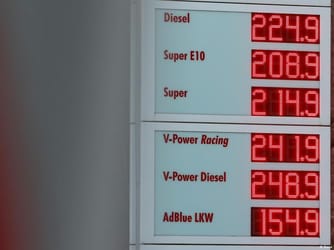 Diesel 224.9
Super E10 208.9
Super 214.9
V-Power Racing 241.9
V-Power Diesel 248.9
AdBlue LKW 154.9